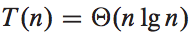 T(n) = Θ(n lg n)